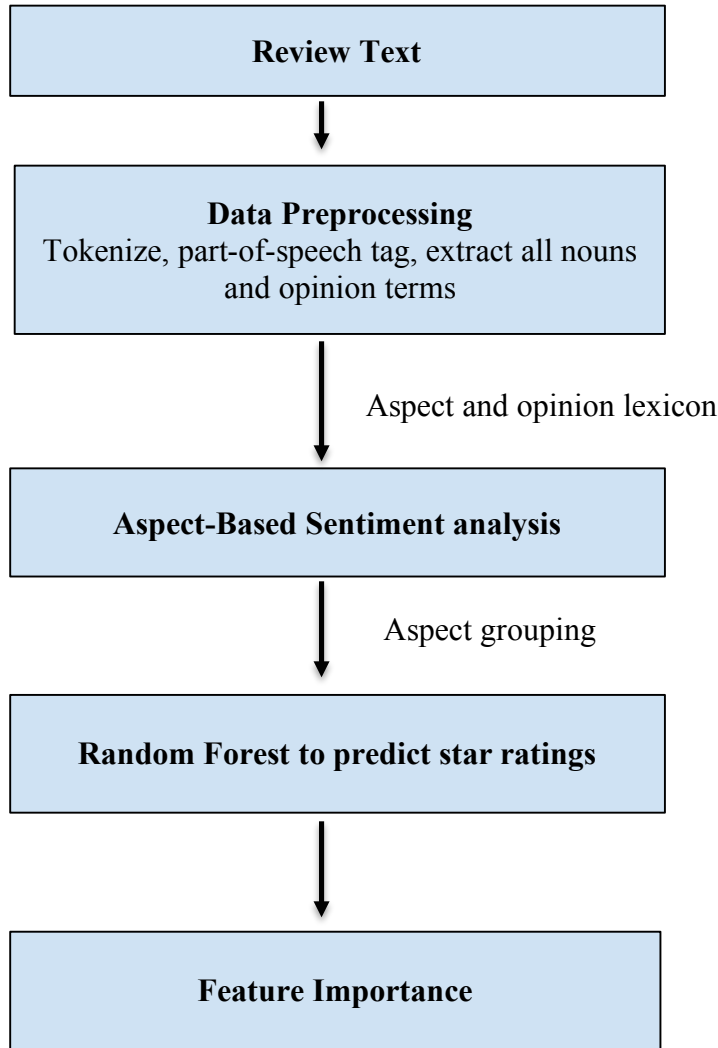 Review Text
Data Preprocessing
Tokenize, part-of-speech tag, extract all nouns
and opinion terms
Aspect and opinion lexicon
Aspect-Based Sentiment analysis
Aspect grouping
Random Forest to predict star ratings
Feature Importance